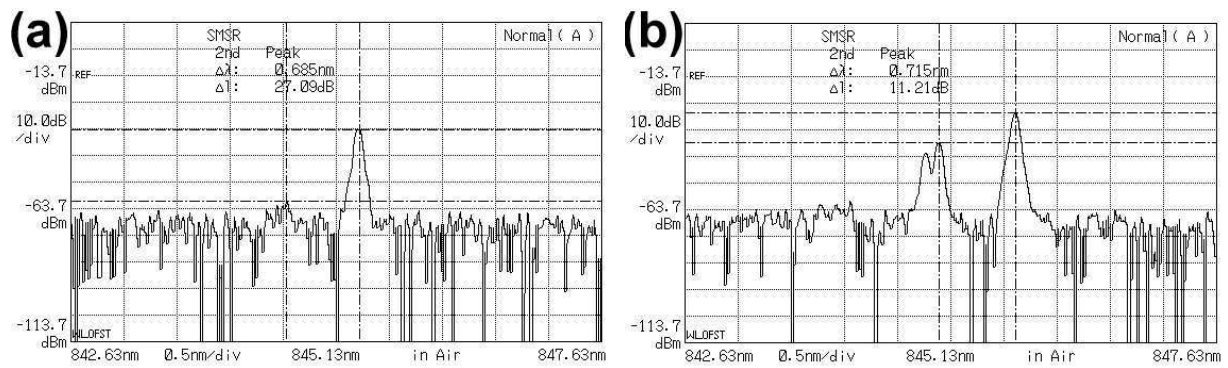 (a)
SMSR
Normal(A)
2nd Peak
-13.7
dBm
REF
Δλ: 0.685nm
Δl: 27.09dB
10.0dB
/div
-63.7
dBm
-113.7
dBm
WLOFST
842.63nm 0.5nm/div 845.13nm in Air 847.63nm
(b)
SMSR
Normal(A)
2nd Peak
-13.7
dBm
REF
Δλ: 0.715nm
Δl: 11.21dB
10.0dB
/div
-63.7
dBm
-113.7
dBm
WLOFST
842.63nm 0.5nm/div 845.13nm in Air 847.63nm